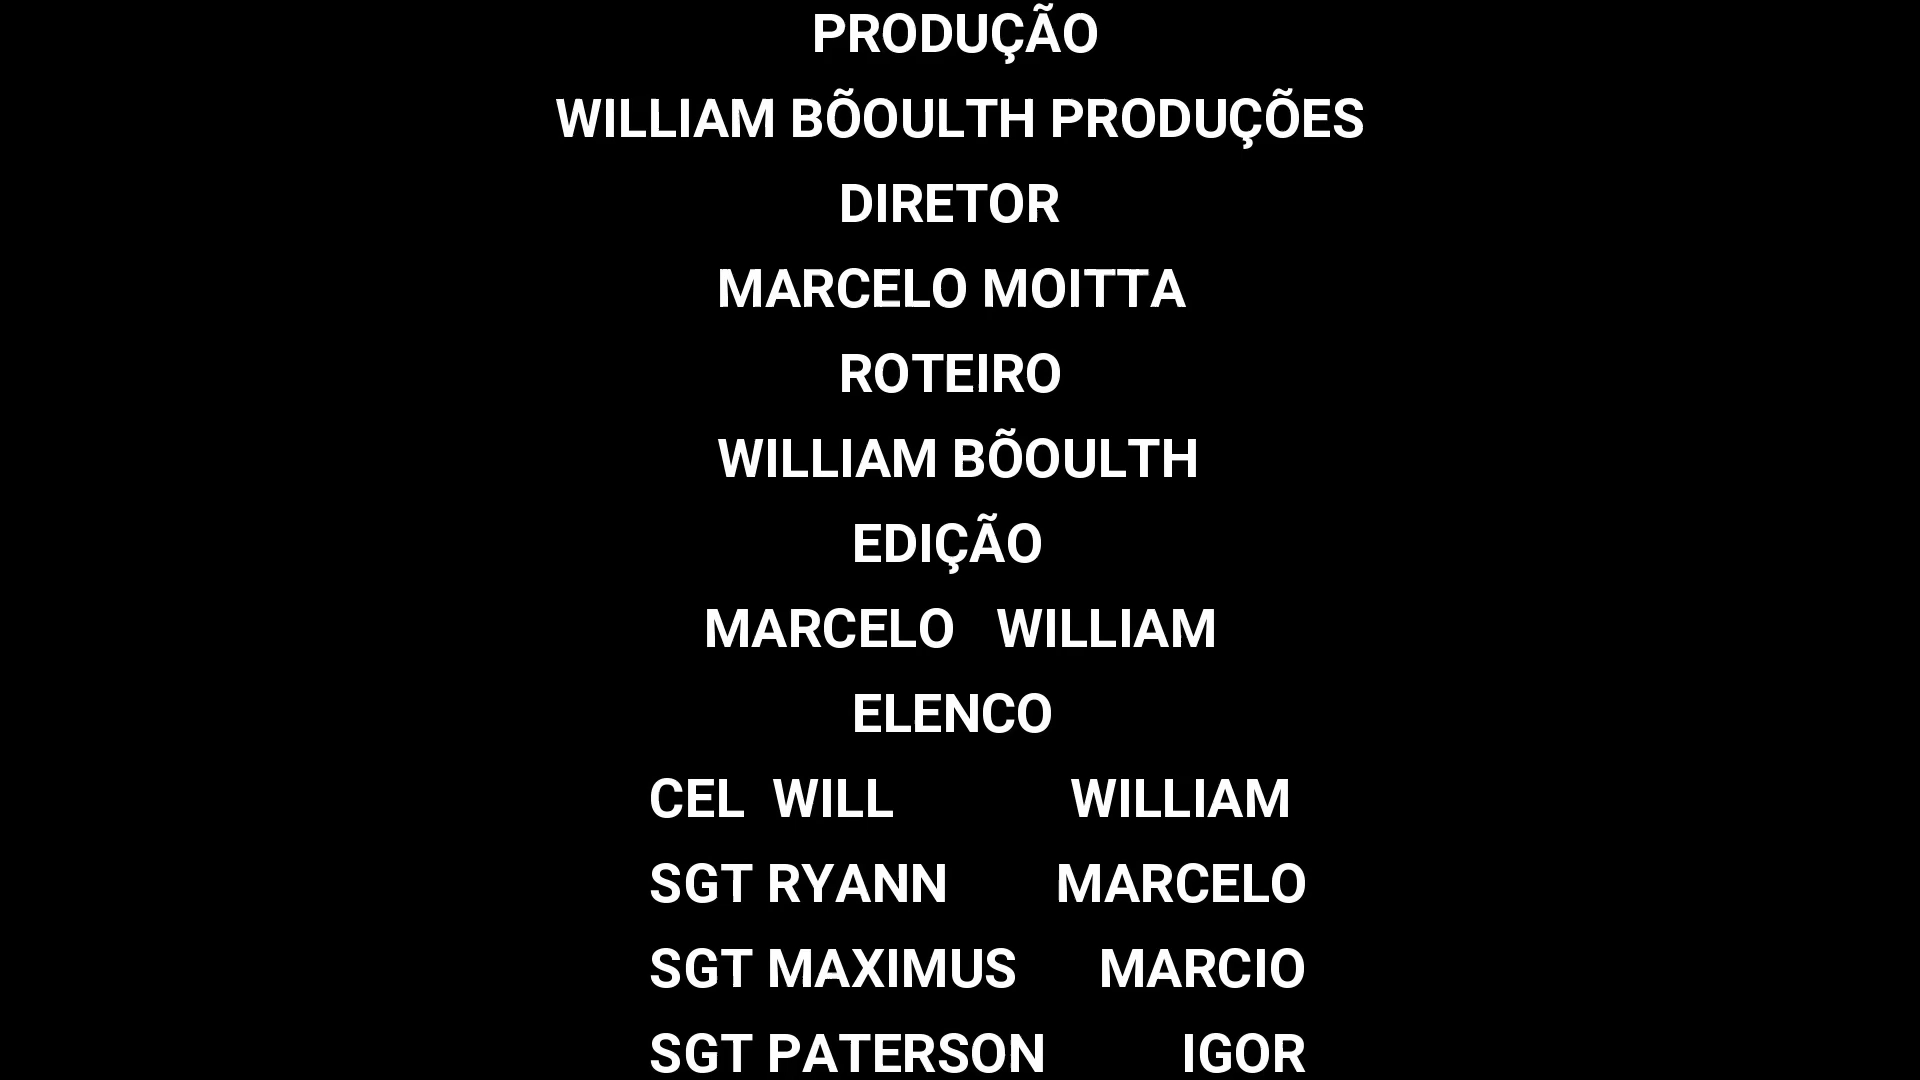 PRODUÇÃO
WILLIAM BÕOULTH PRODUÇÕES
DIRETOR
MARCELO MOITTA
ROTEIRO
WILLIAM BÕOULTH
EDIÇÃO
MARCELO WILLIAM
ELENCO
CEL WILL WILLIAM
SGT RYANN MARCELO
SGT MAXIMUS MARCIO
SGT PATERSON IGOR